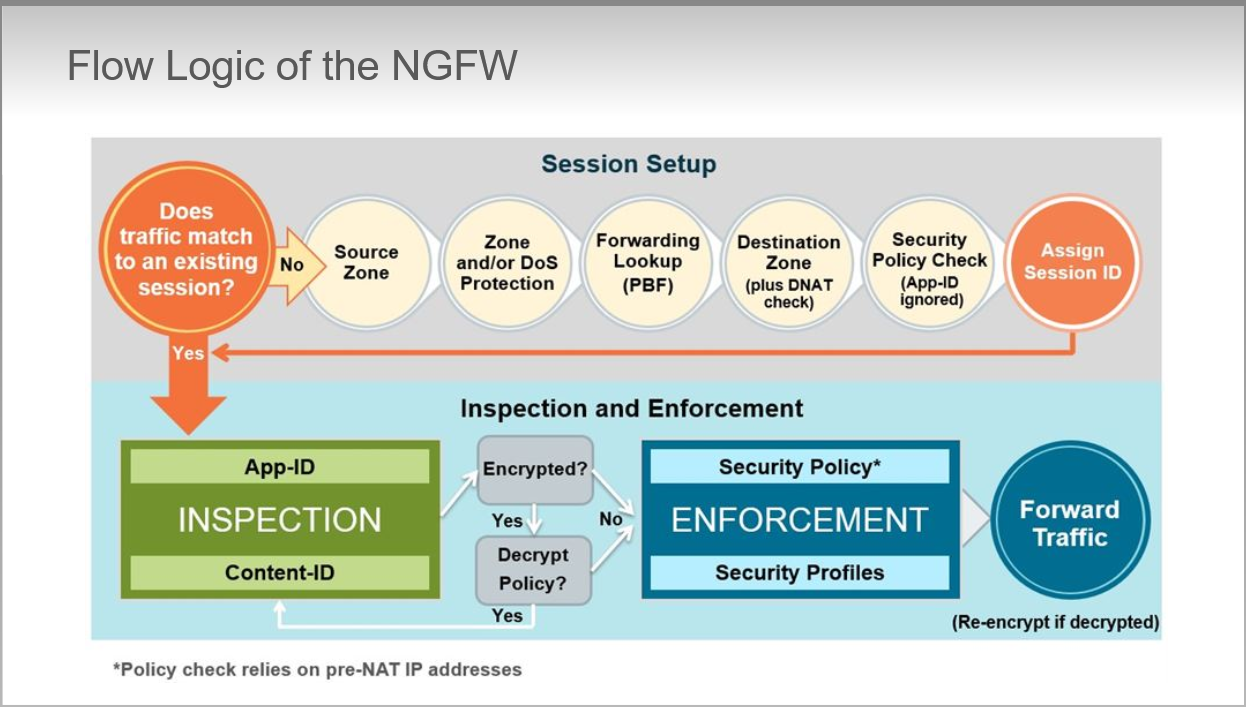 Flow Logic of the NGFW
Session Setup
Does
traffic match
to an existing
session?
No
Source
Zone
Zone
and/or DoS
Protection
Forwarding
Lookup
(PBF)
Destination
Zone
(plus DNAT
check)
Security
Policy Check
(App-ID
ignored)
Assign
Session ID
Yes
Inspection and Enforcement
App-ID
INSPECTION
Content-ID
Encrypted?
Yes
No
Decrypt
Policy?
Yes
Security Policy*
ENFORCEMENT
Security Profiles
Forward
Traffic
(Re-encrypt if decrypted)
*Policy check relies on pre-NAT IP addresses